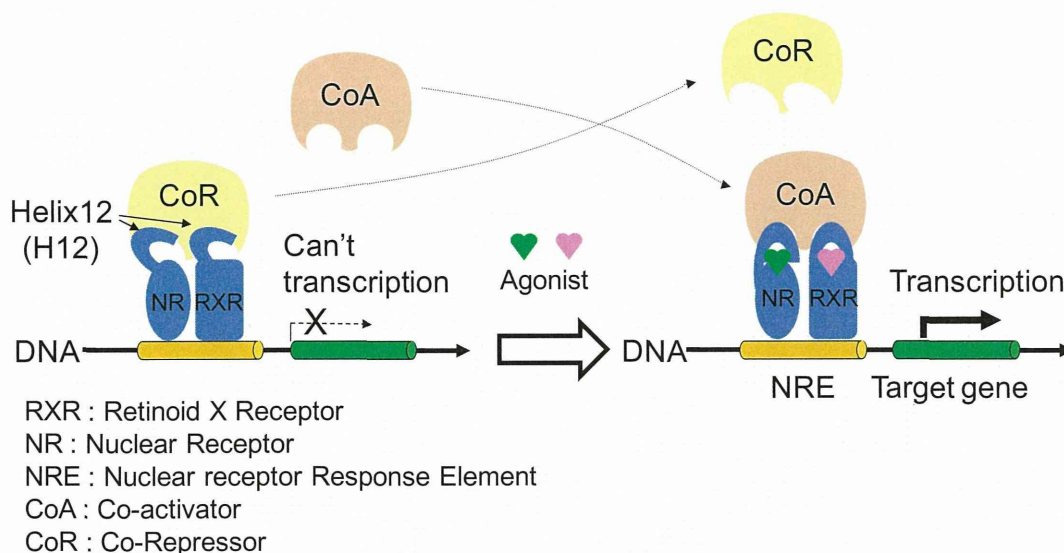 CoR
CoA
CoR
CoA
Helix12
(H12)
Can't
transcription
X
NR
RXR
DNA
Agonist
NR
RXR
Transcription
DNA
NRE
Target gene
RXR : Retinoid X Receptor
NR : Nuclear Receptor
NRE : Nuclear receptor Response Element
CoA : Co-activator
CoR : Co-Repressor